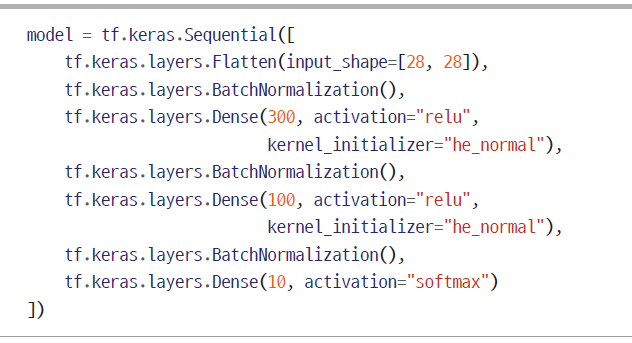 model = tf.keras.Sequential([
    tf.keras.layers.Flatten(input_shape=[28, 28]),
    tf.keras.layers.BatchNormalization(),
    tf.keras.layers.Dense(300, activation="relu",
                          kernel_initializer="he_normal"),
    tf.keras.layers.BatchNormalization(),
    tf.keras.layers.Dense(100, activation="relu",
                          kernel_initializer="he_normal"),
    tf.keras.layers.BatchNormalization(),
    tf.keras.layers.Dense(10, activation="softmax")
])